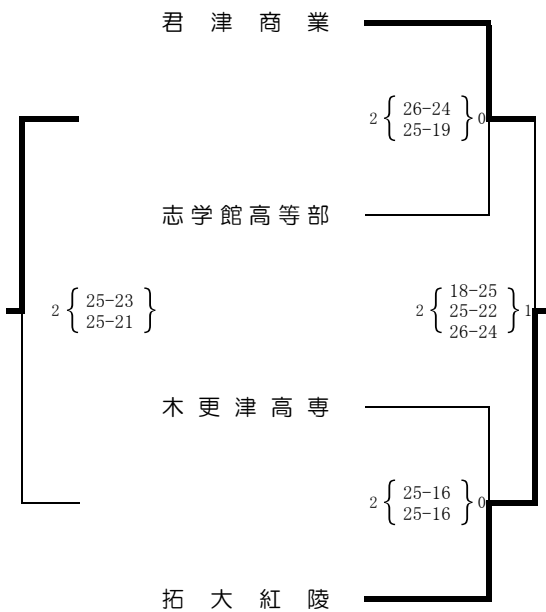 君津商業
2 { 26-24 25-19 } 0
志学館高等部
2 { 25-23 25-21 }
2 { 18-25 25-22 26-24 } 1
木更津高専
2 { 25-16 25-16 } 0
拓大紅陵